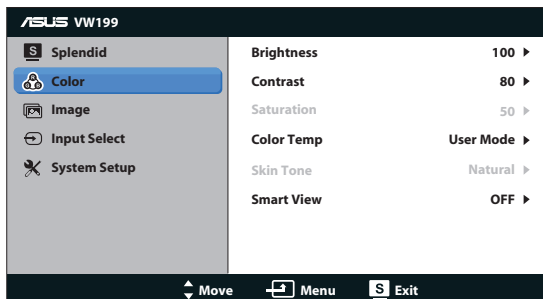 ASUS VW199
S Splendid
Color
Image
Input Select
System Setup
Brightness 100
Contrast 80
Saturation 50
Color Temp User Mode
Skin Tone Natural
Smart View OFF
Move Menu S Exit